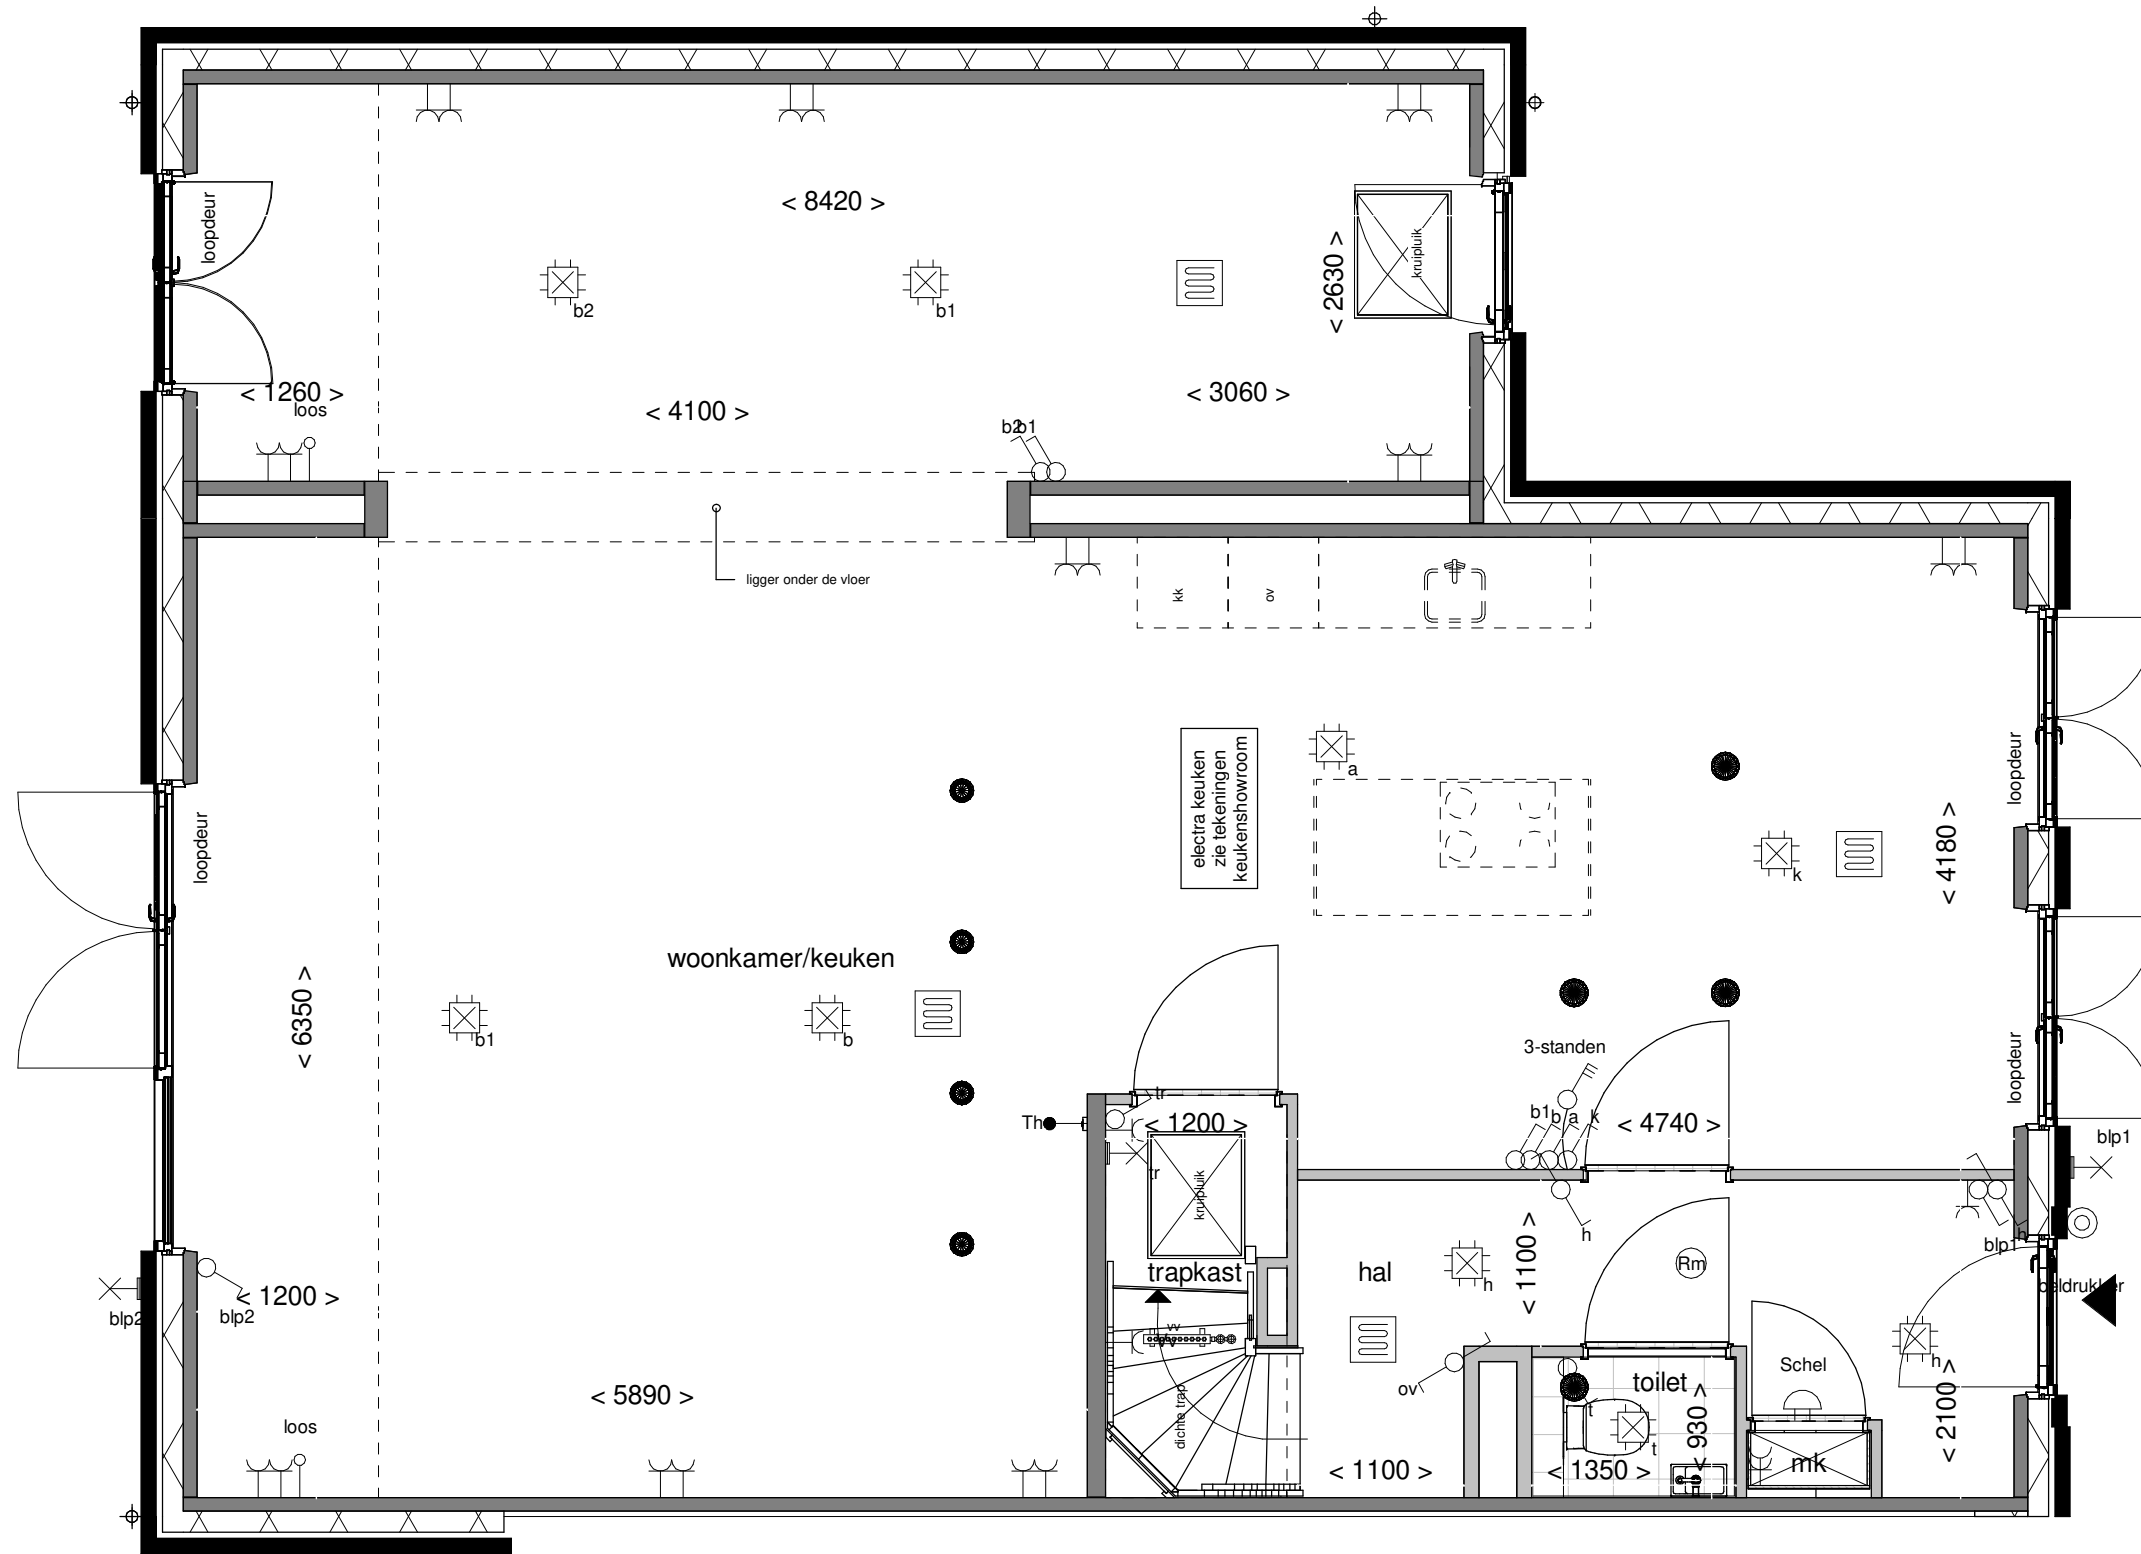 loopdeur
< 8420 >
< 2630 >
kruipluik
b2
b1
< 1260 >
loos
< 4100 >
< 3060 >
b2
b1
ligger onder de vloer
kk
ov
electra keuken
zie tekeningen
keukenshowroom
a
loopdeur
loopdeur
k
< 4180 >
woonkamer/keuken
< 6350 >
b1
b
3-standen
loopdeur
tr
Th
< 1200 >
b1
b
a
k
< 4740 >
blp1
tr
kruipluik
h
h
blp1
< 1100 >
Rm
trapkast
hal
h
beldrukker
blp2
blp2
< 1200 >
vv
vv
Schel
h
toilet
ov
< 5890 >
dichte trap
t
t
< 930 >
< 2100 >
loos
< 1100 >
< 1350 >
mk